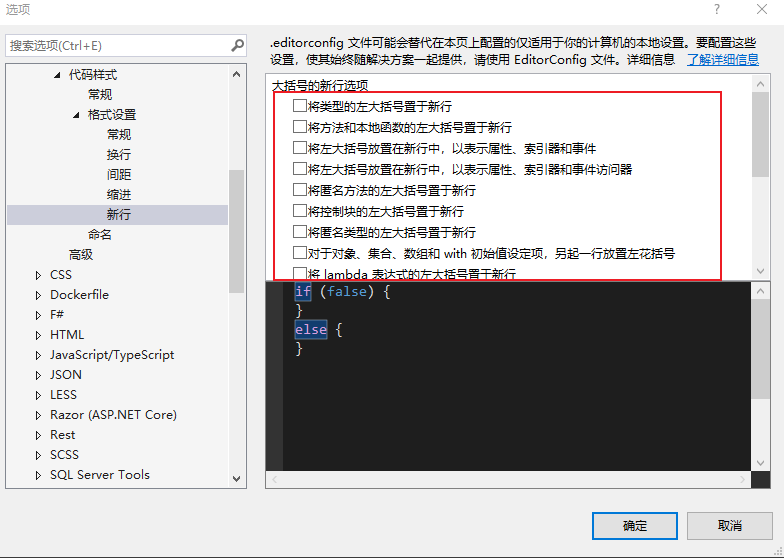 选项
?
搜索选项(Ctrl+E)
代码样式
常规
格式设置
常规
换行
间距
缩进
新行
命名
高级
CSS
Dockerfile
F#
HTML
JavaScript/TypeScript
JSON
LESS
Razor (ASP.NET Core)
Rest
SCSS
SQL Server Tools
.editorconfig 文件可能会替代在本页上配置的仅适用于你的计算机的本地设置。要配置这些
设置，使其始终随解决方案一起提供，请使用 EditorConfig 文件。详细信息 了解详细信息
大括号的新行选项
将类型的左大括号置于新行
将方法和本地函数的左大括号置于新行
将左大括号放置在新行中，以表示属性、索引器和事件
将左大括号放置在新行中，以表示属性、索引器和事件访问器
将匿名方法的左大括号置于新行
将控制块的左大括号置于新行
将匿名类型的左大括号置于新行
对于对象、集合、数组和 with 初始值设定项，另起一行放置左花括号
将 lambda 表达式的左大括号置于新行
if (false) {
}
else {
}
确定
取消